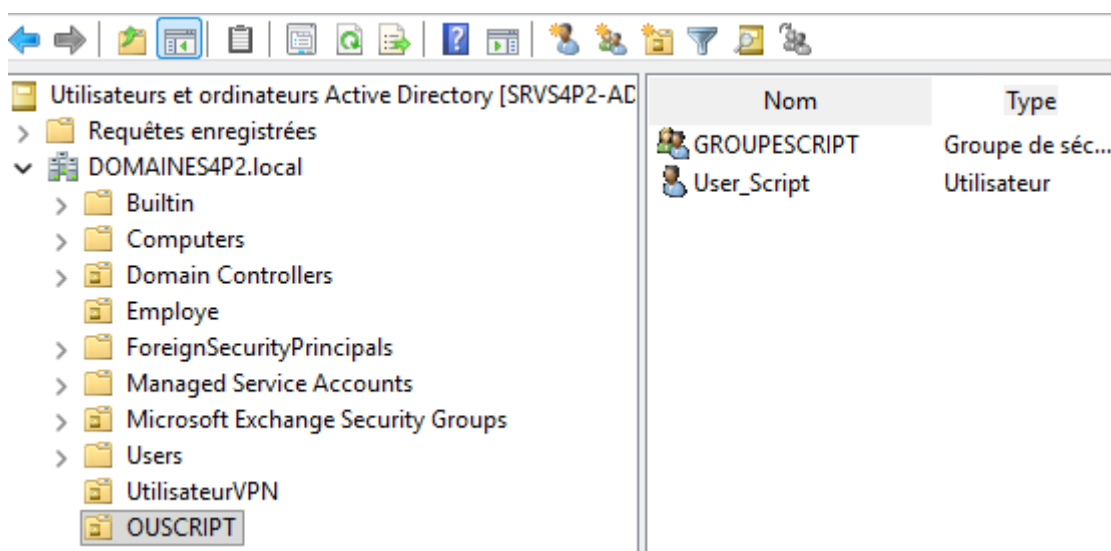 Utilisateurs et ordinateurs Active Directory [SRVS4P2-AD
Requêtes enregistrées
DOMAINES4P2.local
Builtin
Computers
Domain Controllers
Employe
ForeignSecurityPrincipals
Managed Service Accounts
Microsoft Exchange Security Groups
Users
UtilisateurVPN
OUSCRIPT
Nom Type
GROUPESCRIPT Groupe de séc...
User_Script Utilisateur